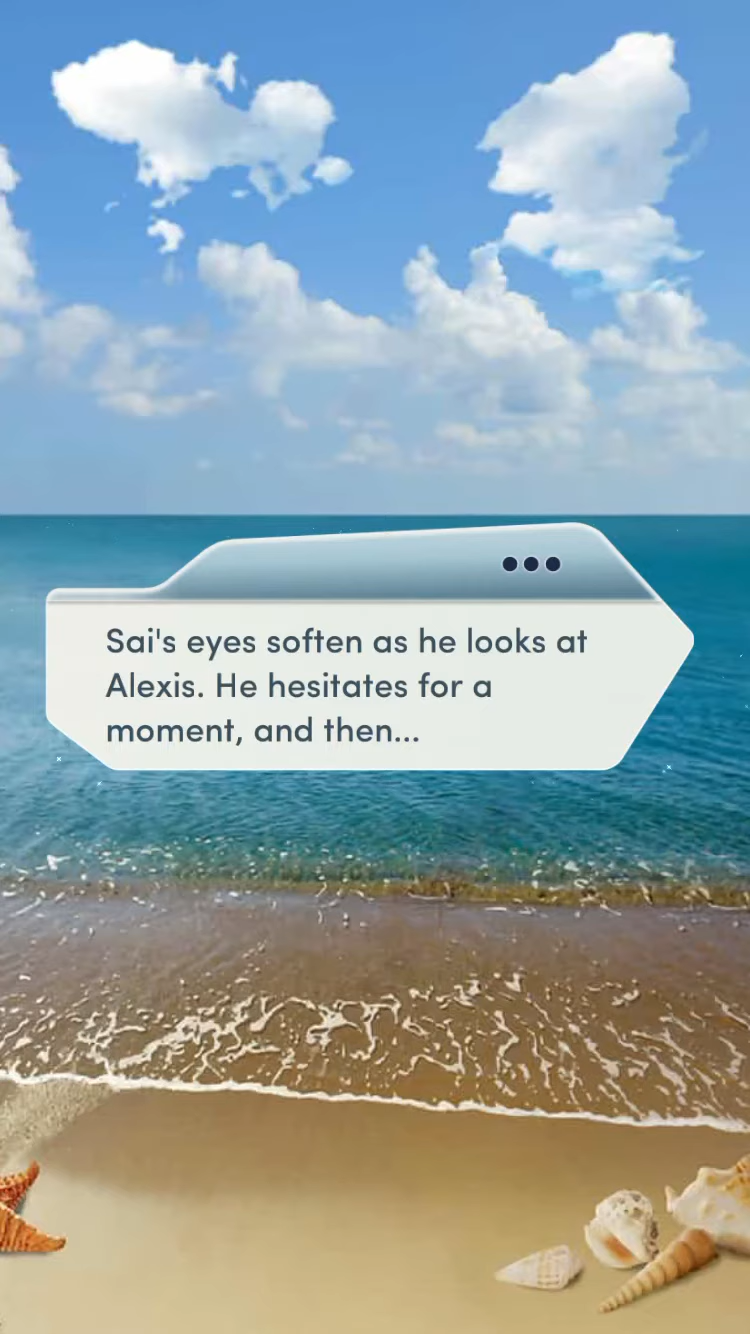 Sai's eyes soften as he looks at
Alexis. He hesitates for a
moment, and then...